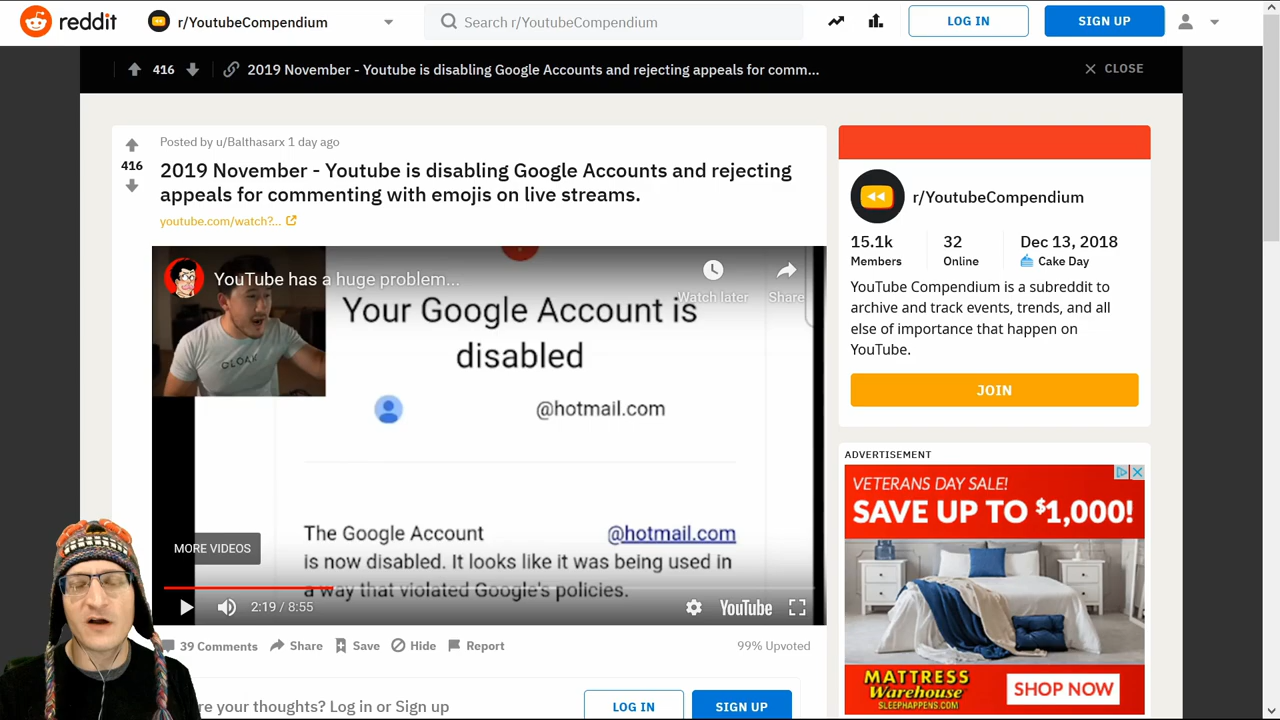 reddit
r/YoutubeCompendium
Search r/YoutubeCompendium
LOG IN
SIGN UP
416
2019 November - Youtube is disabling Google Accounts and rejecting appeals for comm...
CLOSE
Posted by u/Balthasarx 1 day ago
416
2019 November - Youtube is disabling Google Accounts and rejecting
appeals for commenting with emojis on live streams.
youtube.com/watch?...
YouTube has a huge problem...
Watch later
Share
CLOAK
Your Google Account is
disabled
@hotmail.com
The Google Account @hotmail.com
is now disabled. It looks like it was being used in
a way that violated Google's policies.
MORE VIDEOS
2:19 / 8:55
YouTube
39 Comments
Share
Save
Hide
Report
99% Upvoted
re your thoughts? Log in or Sign up
LOG IN
SIGN UP
r/YoutubeCompendium
15.1k
Members
32
Online
Dec 13, 2018
Cake Day
YouTube Compendium is a subreddit to
archive and track events, trends, and all
else of importance that happen on
YouTube.
JOIN
ADVERTISEMENT
VETERANS DAY SALE!
SAVE UP TO $1,000!
MATTRESS
Warehouse
SLEEPHAPPENS.COM
SHOP NOW